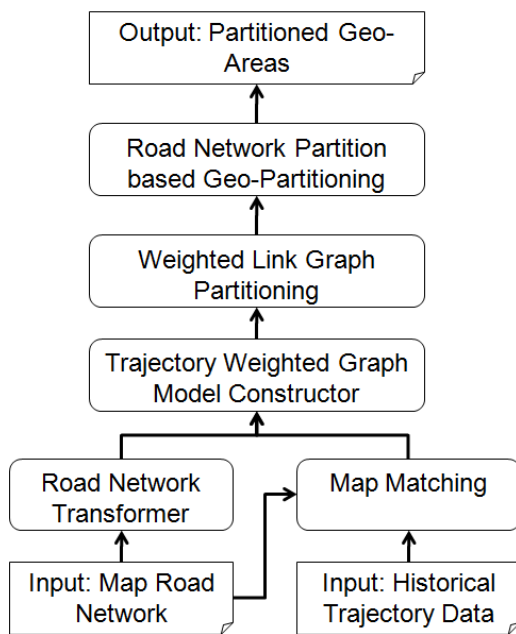 Output: Partitioned Geo-
Areas
Road Network Partition
based Geo-Partitioning
Weighted Link Graph
Partitioning
Trajectory Weighted Graph
Model Constructor
Road Network
Transformer
Map Matching
Input: Map Road
Network
Input: Historical
Trajectory Data